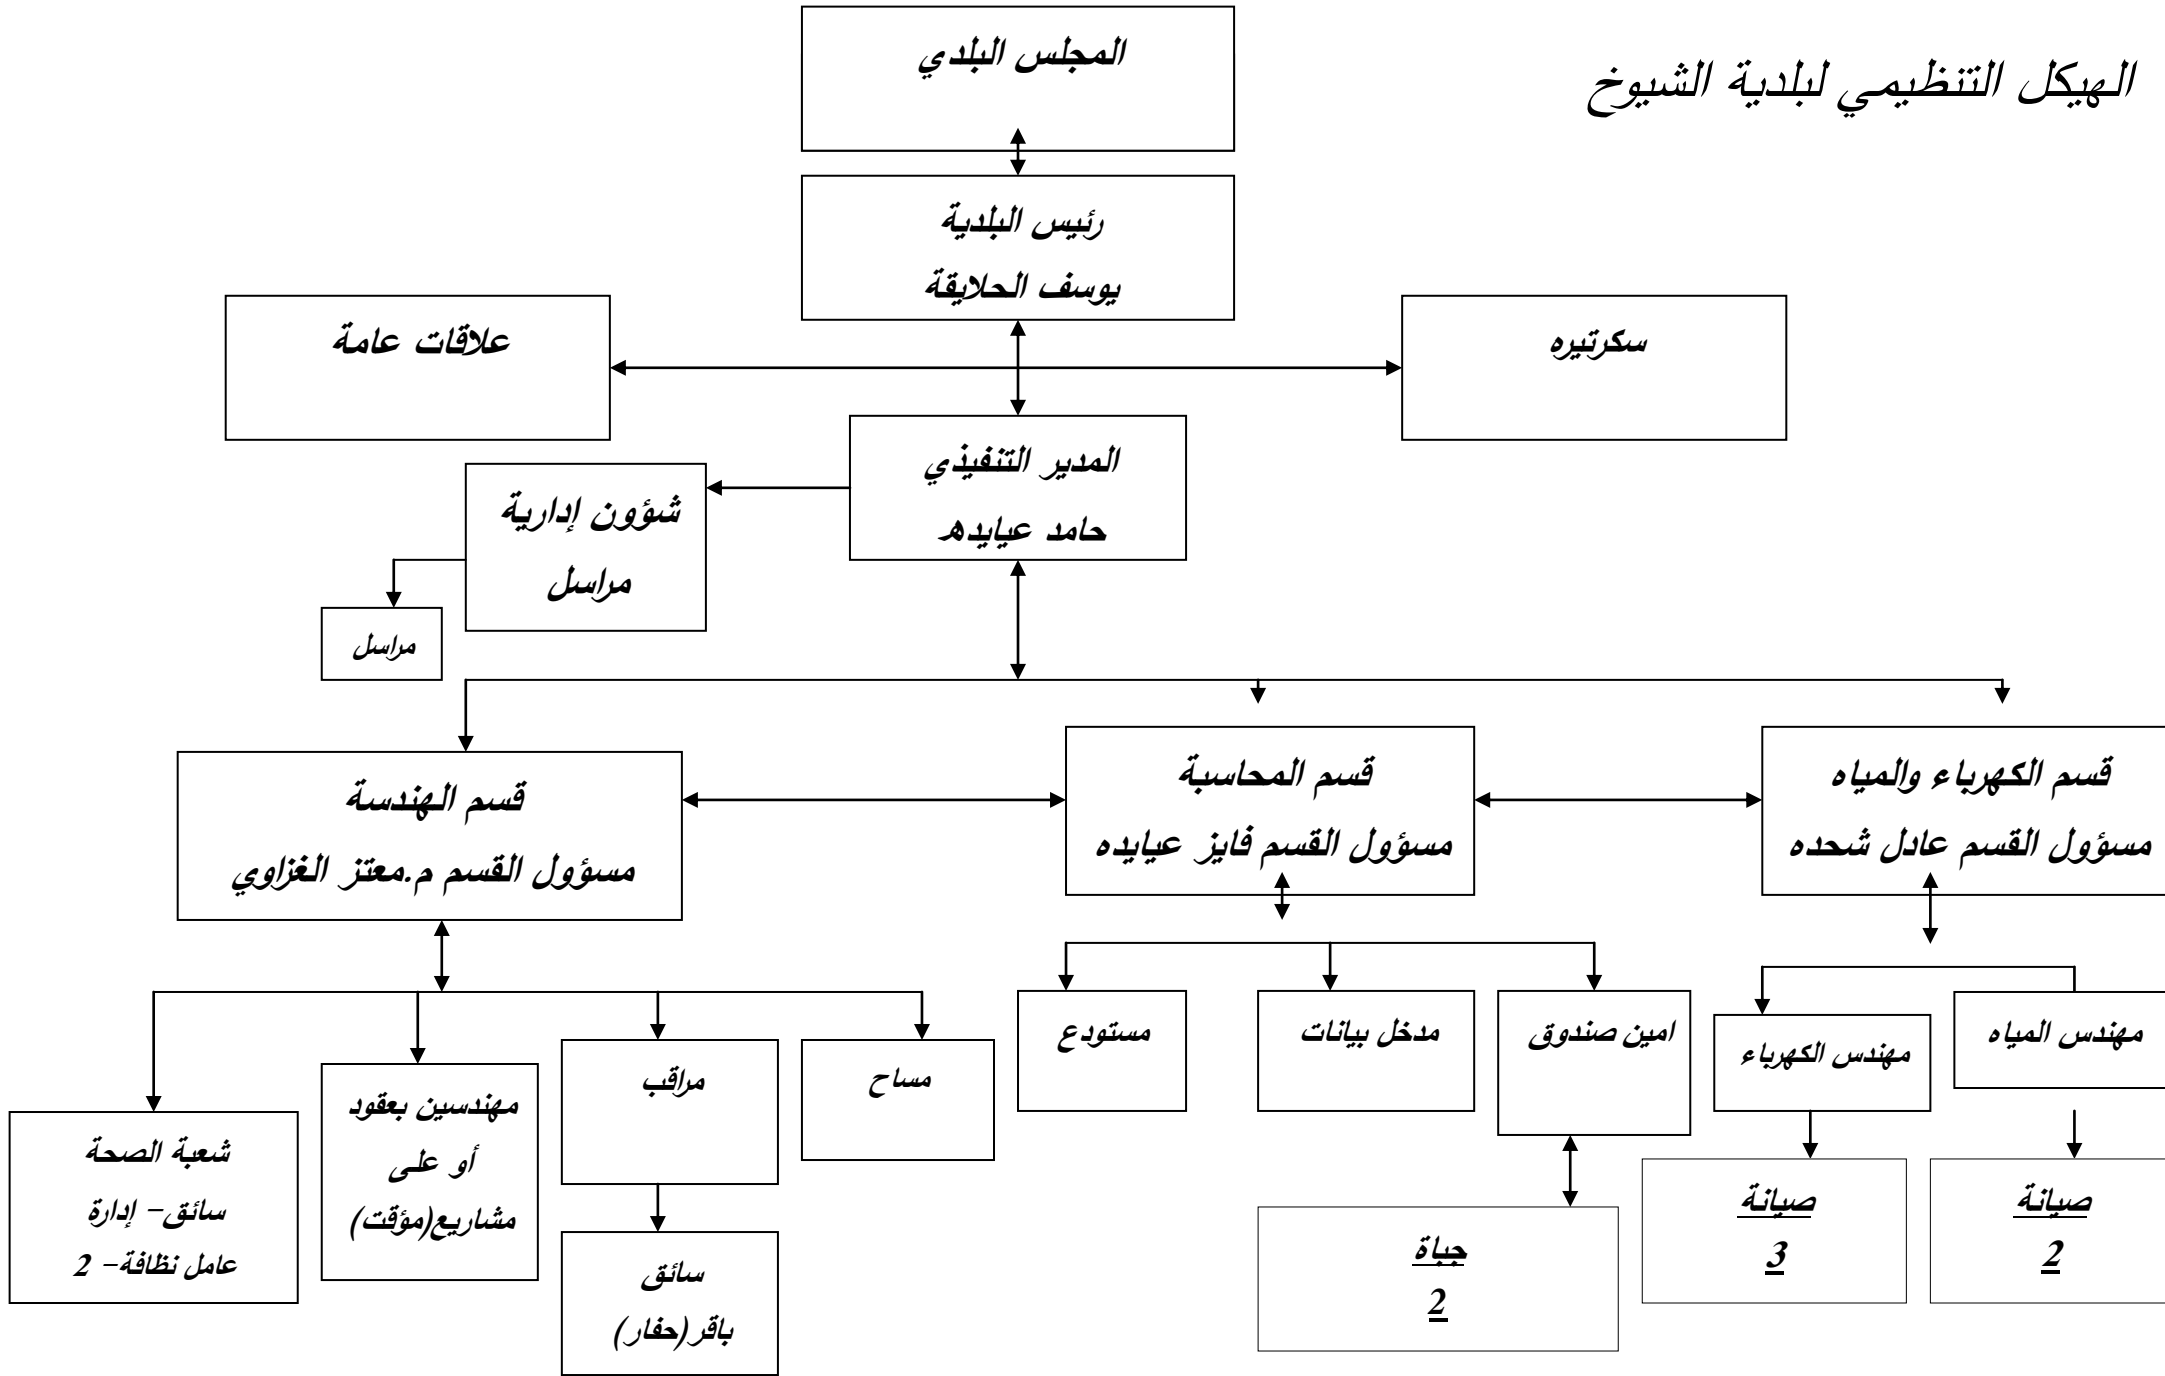 الهيكل التنظيمي لبلدية الشيوخ
المجلس البلدي
رئيس البلدية
يوسف الحلايقة
سكرتيره
علاقات عامة
المدير التنفيذي
حامد عيايده
شؤون إدارية
مراسل
مراسل
قسم الكهرباء والمياه
مسؤول القسم عادل شحده
قسم المحاسبة
مسؤول القسم فايز عيايده
قسم الهندسة
مسؤول القسم م.معتز الغزاوي
مهندس المياه
مهندس الكهرباء
امين صندوق
مدخل بيانات
مستودع
مساح
مراقب
مهندسين بعقود
أو على
مشاريع(مؤقت)
شعبة الصحة
سائق- إدارة
عامل نظافة- 2
صيانة
2
صيانة
3
جباة
2
سائق
باقر(حفار)